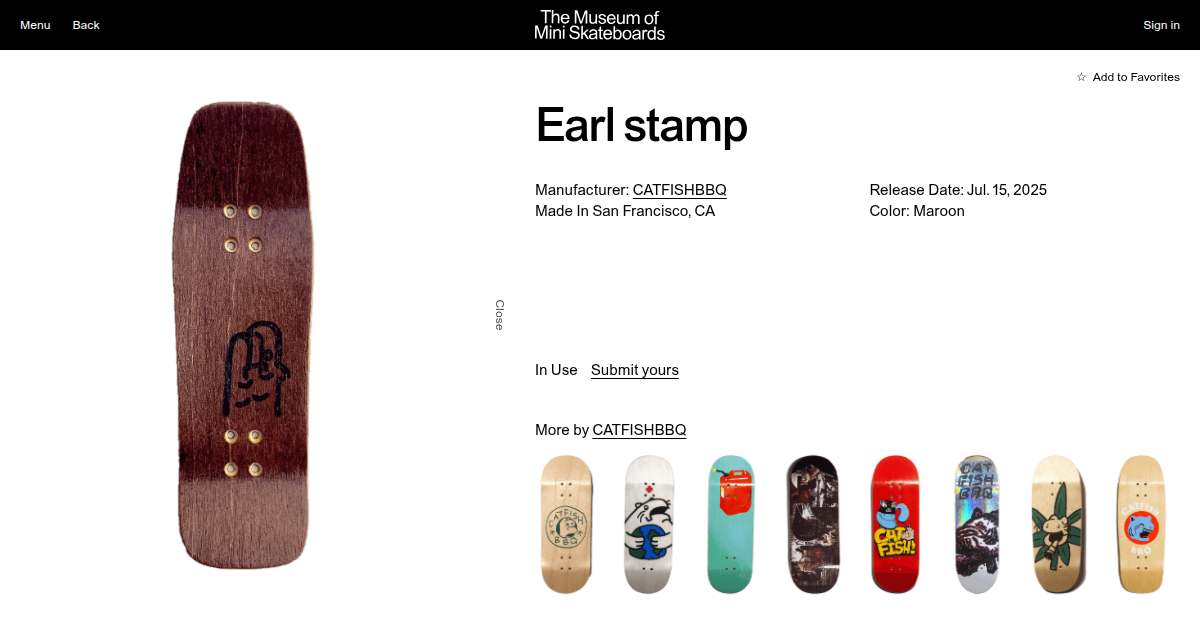 Menu
Back
The Museum of
Mini Skateboards
Sign in
☆ Add to Favorites
Earl stamp
Manufacturer: CATFISHBBQ
Made In San Francisco, CA
Release Date: Jul. 15, 2025
Color: Maroon
Close
In Use
Submit yours
More by CATFISHBBQ
CATFISH
BBQ
CAT
FISH!
CAT
FISH
BBQ
CATFISH
BBQ